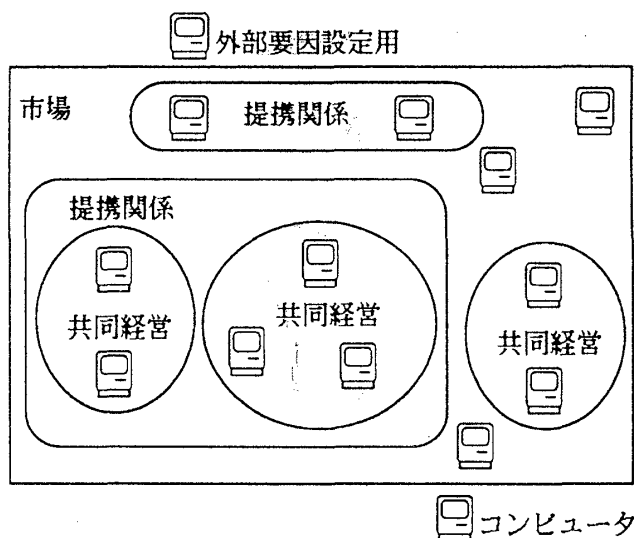 外部要因設定用
市場
提携関係
提携関係
共同経営
共同経営
共同経営
コンピュータ